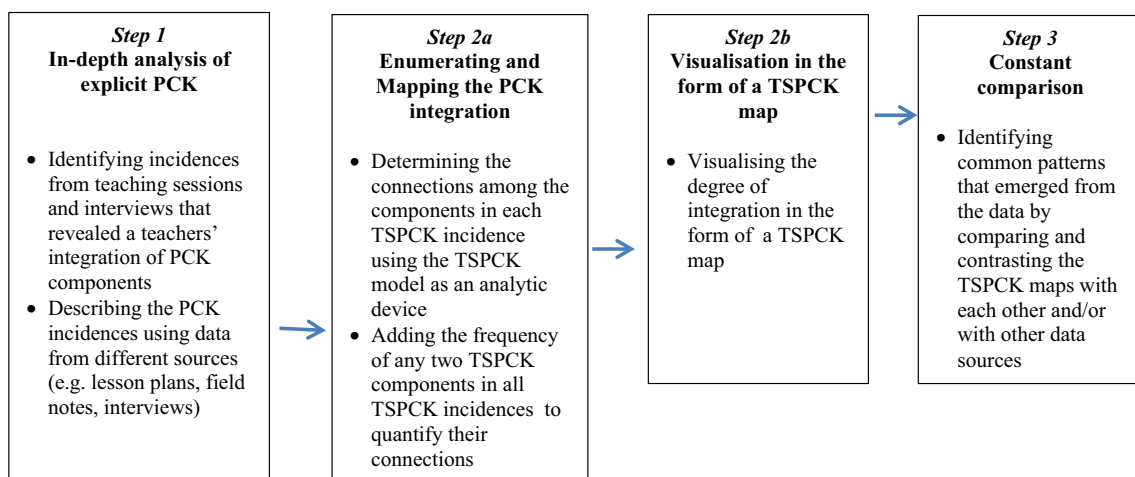 Step 1
In-depth analysis of
explicit PCK
• Identifying incidences
from teaching sessions
and interviews that
revealed a teachers’
integration of PCK
components
• Describing the PCK
incidences using data
from different sources
(e.g. lesson plans, field
notes, interviews)
Step 2a
Enumerating and
Mapping the PCK
integration
• Determining the
connections among the
components in each
TSPCK incidence
using the TSPCK
model as an analytic
device
• Adding the frequency
of any two TSPCK
components in all
TSPCK incidences to
quantify their
connections
Step 2b
Visualisation in the
form of a TSPCK
map
• Visualising the
degree of
integration in the
form of a TSPCK
map
Step 3
Constant
comparison
• Identifying
common patterns
that emerged from
the data by
comparing and
contrasting the
TSPCK maps with
each other and/or
with other data
sources